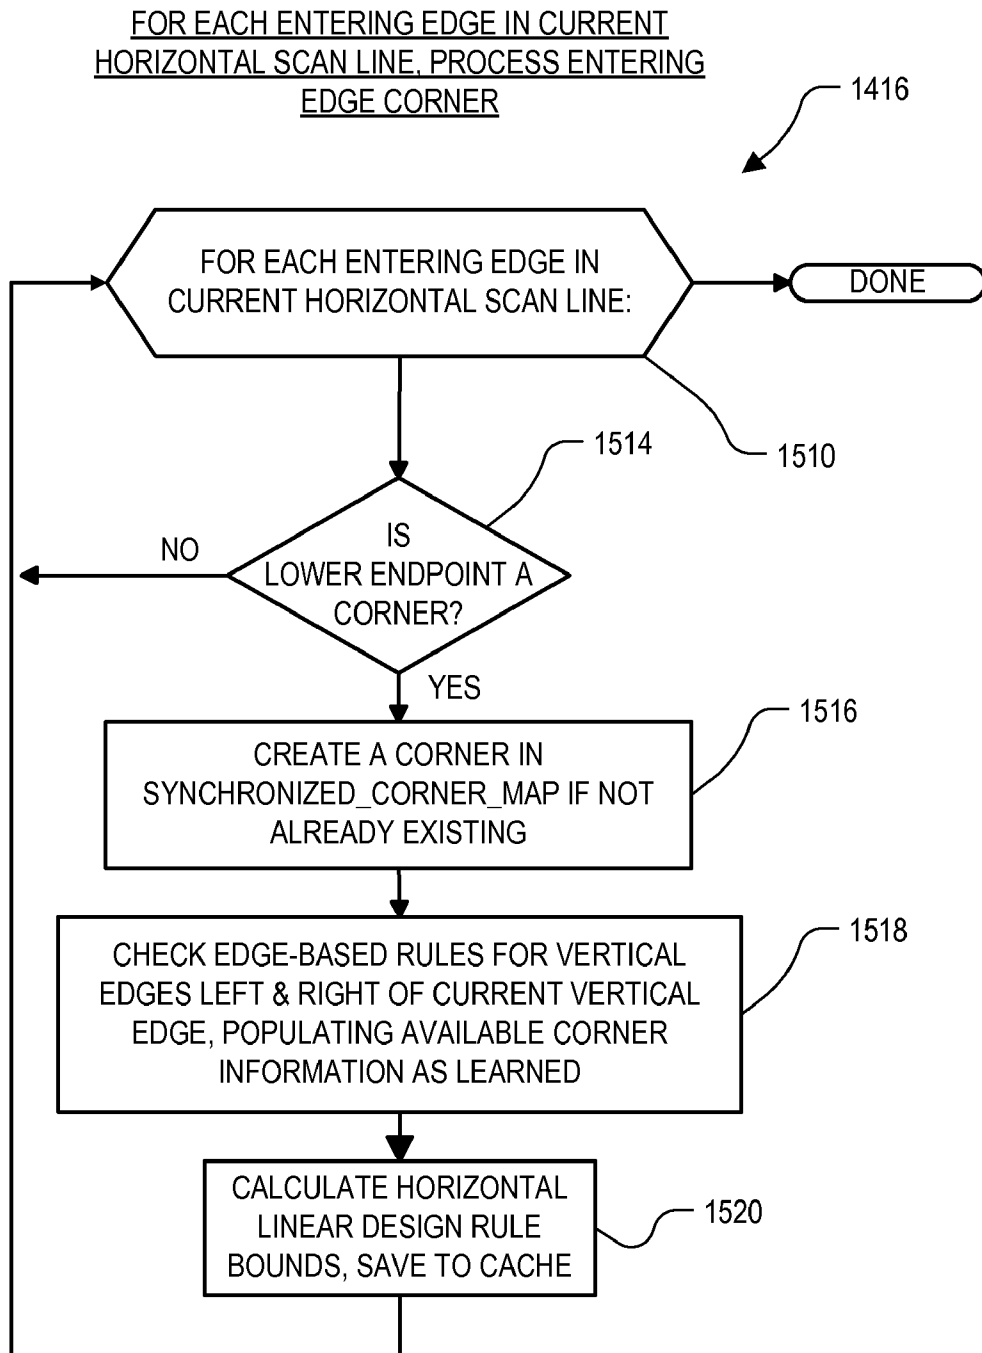 FOR EACH ENTERING EDGE IN CURRENT
HORIZONTAL SCAN LINE, PROCESS ENTERING
EDGE CORNER
1416
FOR EACH ENTERING EDGE IN
CURRENT HORIZONTAL SCAN LINE:
DONE
1510
1514
IS
LOWER ENDPOINT A
CORNER?
NO
YES
1516
CREATE A CORNER IN
SYNCHRONIZED_CORNER_MAP IF NOT
ALREADY EXISTING
1518
CHECK EDGE-BASED RULES FOR VERTICAL
EDGES LEFT & RIGHT OF CURRENT VERTICAL
EDGE, POPULATING AVAILABLE CORNER
INFORMATION AS LEARNED
CALCULATE HORIZONTAL
LINEAR DESIGN RULE
BOUNDS, SAVE TO CACHE
1520